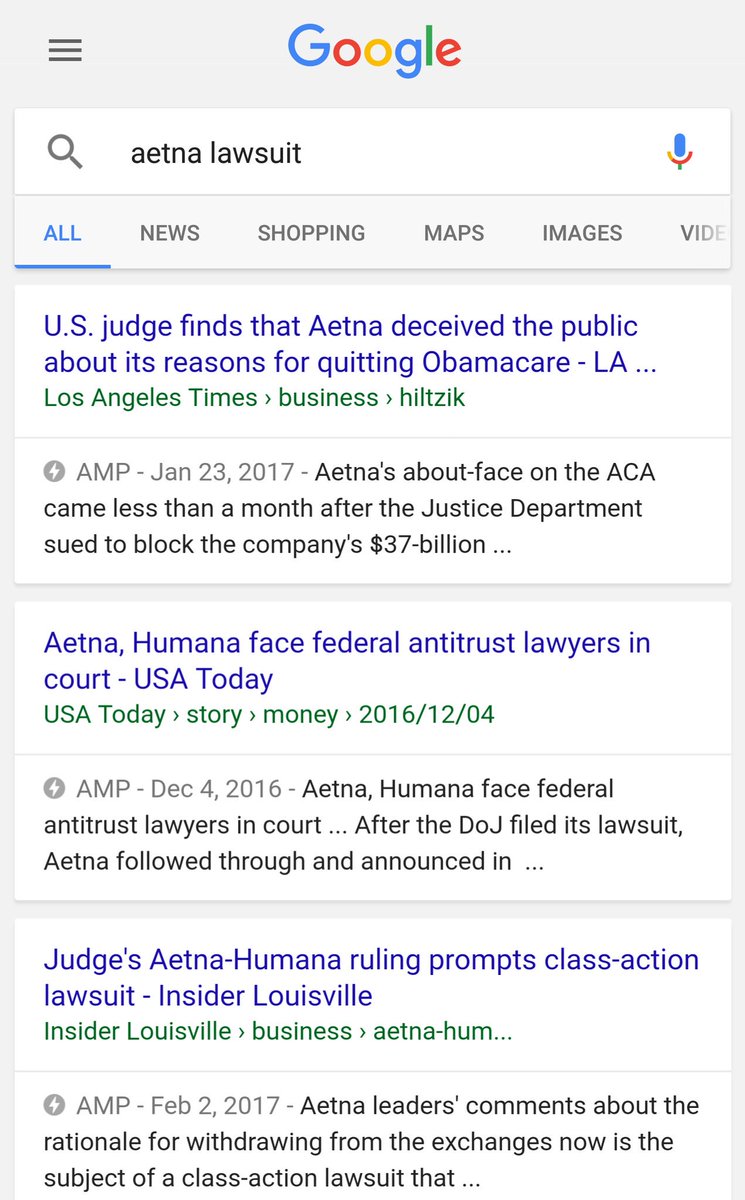 Google
aetna lawsuit
ALL NEWS SHOPPING MAPS IMAGES VIDE
U.S. judge finds that Aetna deceived the public
about its reasons for quitting Obamacare - LA ...
Los Angeles Times › business › hiltzik
AMP - Jan 23, 2017 - Aetna's about-face on the ACA
came less than a month after the Justice Department
sued to block the company's $37-billion ...
Aetna, Humana face federal antitrust lawyers in
court - USA Today
USA Today › story › money › 2016/12/04
AMP - Dec 4, 2016 - Aetna, Humana face federal
antitrust lawyers in court ... After the DoJ filed its lawsuit,
Aetna followed through and announced in ...
Judge's Aetna-Humana ruling prompts class-action
lawsuit - Insider Louisville
Insider Louisville › business › aetna-hum...
AMP - Feb 2, 2017 - Aetna leaders' comments about the
rationale for withdrawing from the exchanges now is the
subject of a class-action lawsuit that ...